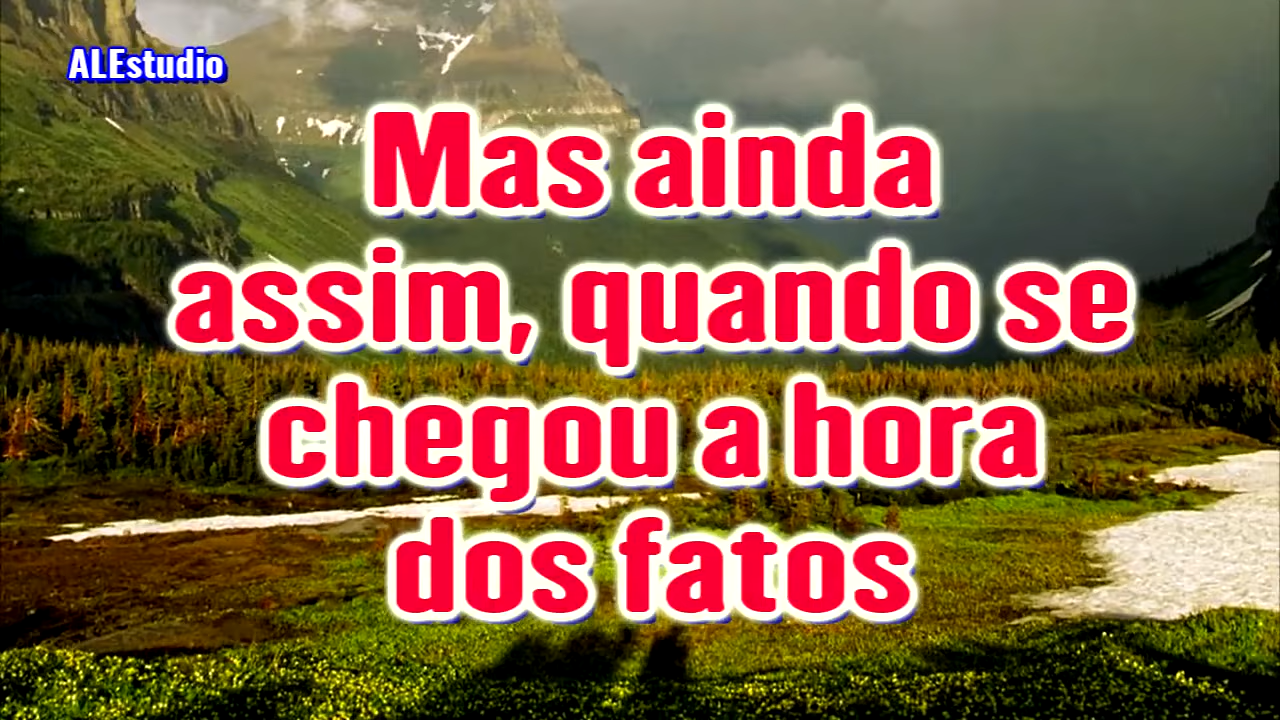 ALEstudio
Mas ainda
assim, quando se
chegou a hora
dos fatos